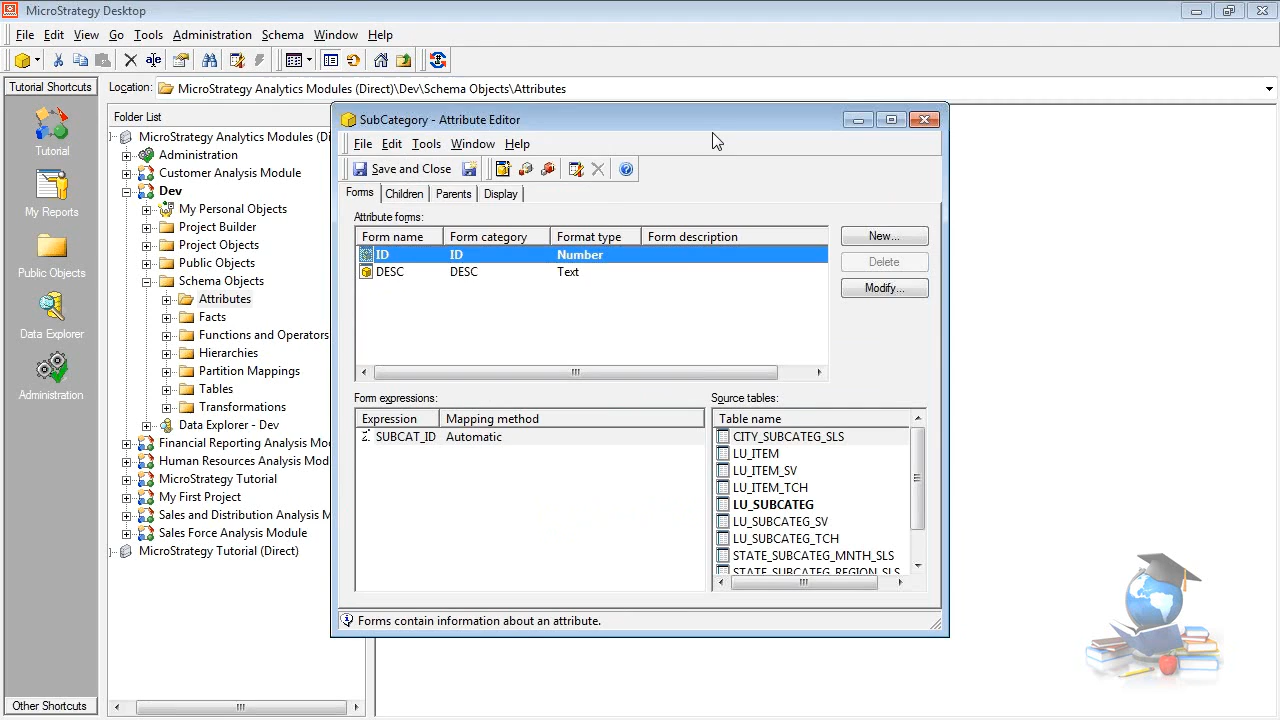 MicroStrategy Desktop
File Edit View Go Tools Administration Schema Window Help
Tutorial Shortcuts
Location: MicroStrategy Analytics Modules (Direct)\Dev\Schema Objects\Attributes
Tutorial
My Reports
Public Objects
Data Explorer
Administration
Other Shortcuts
Folder List
MicroStrategy Analytics Modules (Di
Administration
Customer Analysis Module
Dev
My Personal Objects
Project Builder
Project Objects
Public Objects
Schema Objects
Attributes
Facts
Functions and Operators
Hierarchies
Partition Mappings
Tables
Transformations
Data Explorer - Dev
Financial Reporting Analysis Mo
Human Resources Analysis Mod
MicroStrategy Tutorial
My First Project
Sales and Distribution Analysis M
Sales Force Analysis Module
MicroStrategy Tutorial (Direct)
SubCategory - Attribute Editor
File Edit Tools Window Help
Save and Close
Forms Children Parents Display
Attribute forms:
Form name Form category Format type Form description
ID ID Number
DESC DESC Text
New...
Delete
Modify...
Form expressions:
Expression Mapping method
SUBCAT_ID Automatic
Source tables:
Table name
CITY_SUBCATEG_SLS
LU_ITEM
LU_ITEM_SV
LU_ITEM_TCH
LU_SUBCATEG
LU_SUBCATEG_SV
LU_SUBCATEG_TCH
STATE_SUBCATEG_MNTH_SLS
STATE_SUBCATEG_REGION_SLS
Forms contain information about an attribute.